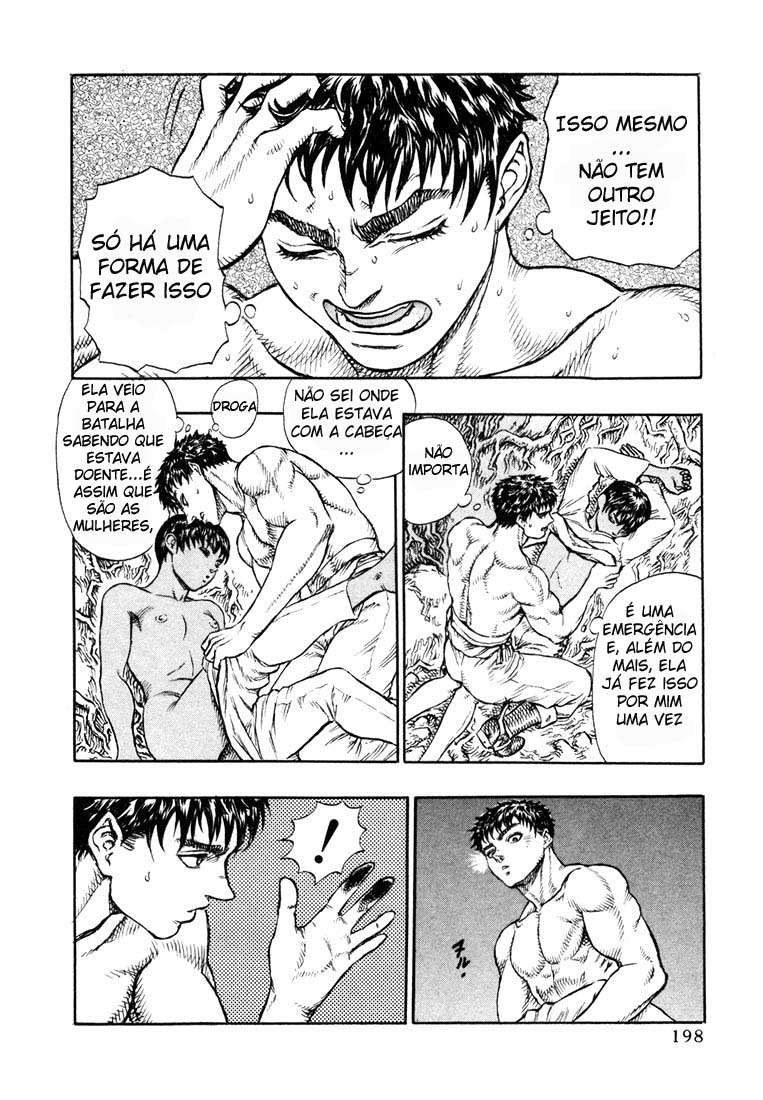 ISSO MESMO
...
NÃO TEM
OUTRO
JEITO!!
SÓ HÁ UMA
FORMA DE
FAZER ISSO
NÃO
IMPORTA
É UMA
EMERGÊNCIA
E, ALÉM DO
MAIS, ELA
JÁ FEZ ISSO
POR MIM
UMA VEZ
NÃO SEI ONDE
ELA ESTAVA
COM A CABEÇA
...
DROGA
ELA VEIO
PARA A
BATALHA
SABENDO QUE
ESTAVA
DOENTE...É
ASSIM QUE
SÃO AS
MULHERES,
ヌル・
!
198